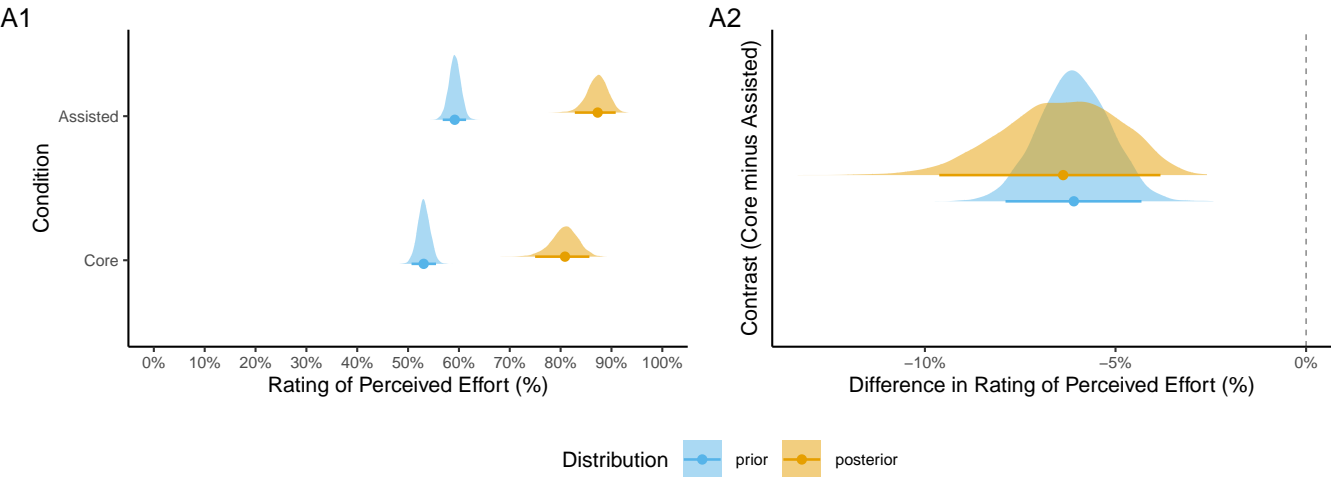 A1
Condition
Assisted
Core
0% 10% 20% 30% 40% 50% 60% 70% 80% 90% 100%
Rating of Perceived Effort (%)
A2
Contrast (Core minus Assisted)
−10% −5% 0%
Difference in Rating of Perceived Effort (%)
Distribution prior posterior